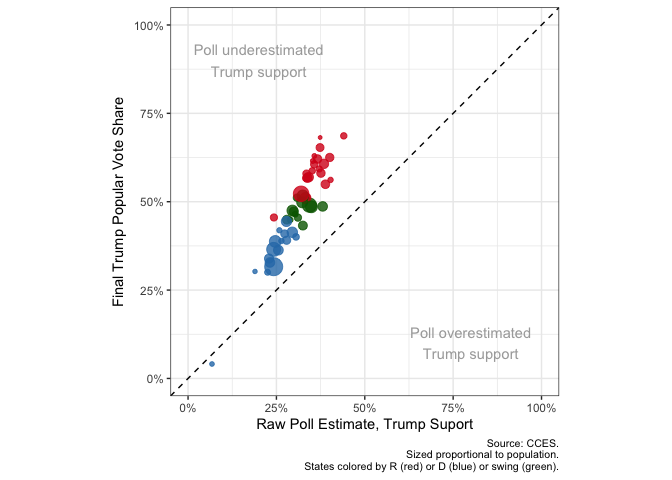 100%
75%
50%
25%
0%
Final Trump Popular Vote Share
Poll underestimated
Trump support
Poll overestimated
Trump support
0%
25%
50%
75%
100%
Raw Poll Estimate, Trump Suport
Source: CCES.
Sized proportional to population.
States colored by R (red) or D (blue) or swing (green).